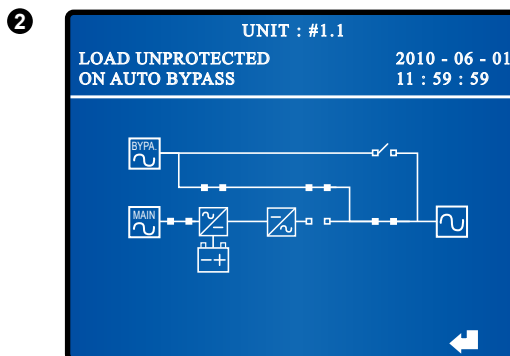 2
UNIT : #1.1
LOAD UNPROTECTED
2010 - 06 - 01
ON AUTO BYPASS
11 : 59 : 59
BYPA.
MAIN